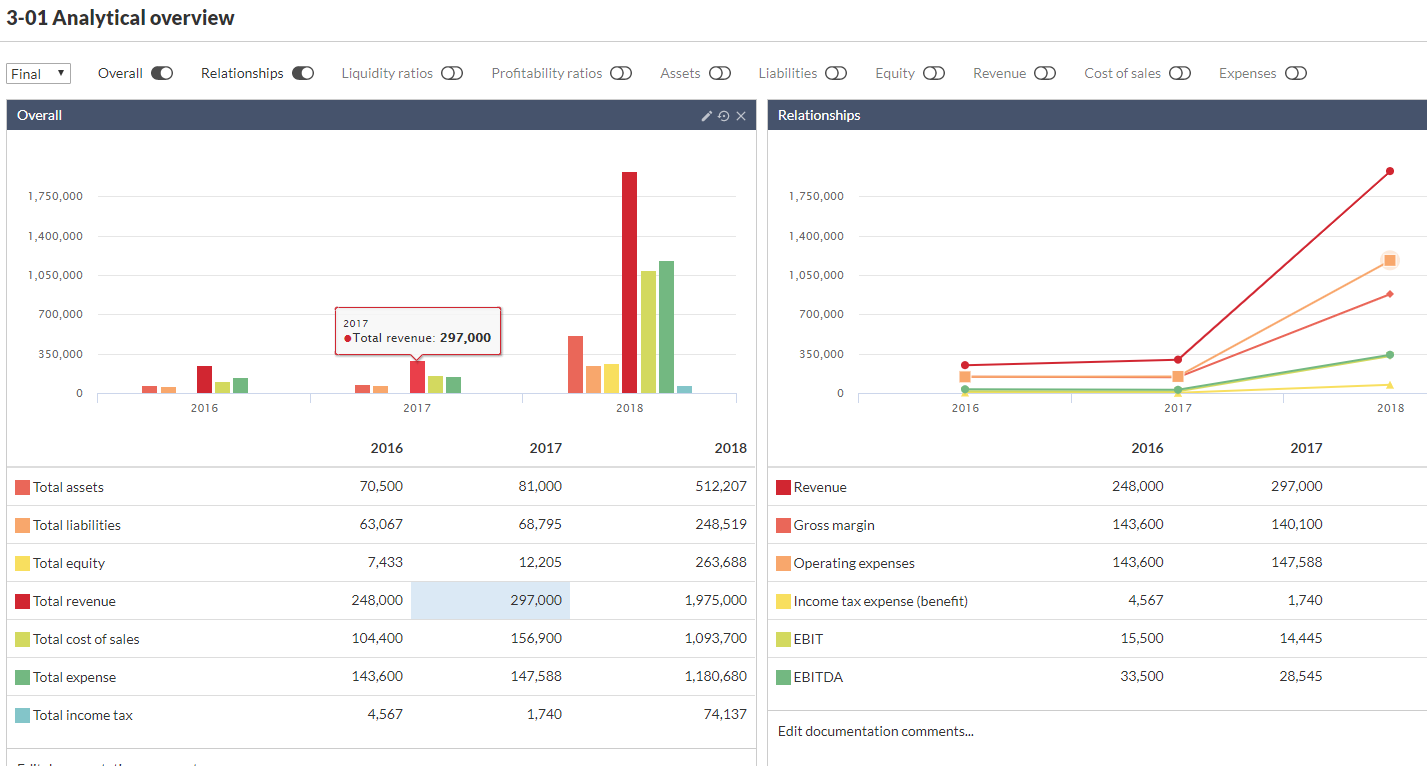 3-01 Analytical overview
Final Overall Relationships Liquidity ratios Profitability ratios Assets Liabilities Equity Revenue Cost of sales Expenses
Overall
1,750,000
1,400,000
1,050,000
700,000
350,000
0
2017
Total revenue: 297,000
2016 2017 2018
2016 2017 2018
Total assets 70,500 81,000 512,207
Total liabilities 63,067 68,795 248,519
Total equity 7,433 12,205 263,688
Total revenue 248,000 297,000 1,975,000
Total cost of sales 104,400 156,900 1,093,700
Total expense 143,600 147,588 1,180,680
Total income tax 4,567 1,740 74,137
Relationships
1,750,000
1,400,000
1,050,000
700,000
350,000
0
2016 2017 2018
2016 2017
Revenue 248,000 297,000
Gross margin 143,600 140,100
Operating expenses 143,600 147,588
Income tax expense (benefit) 4,567 1,740
EBIT 15,500 14,445
EBITDA 33,500 28,545
Edit documentation comments...